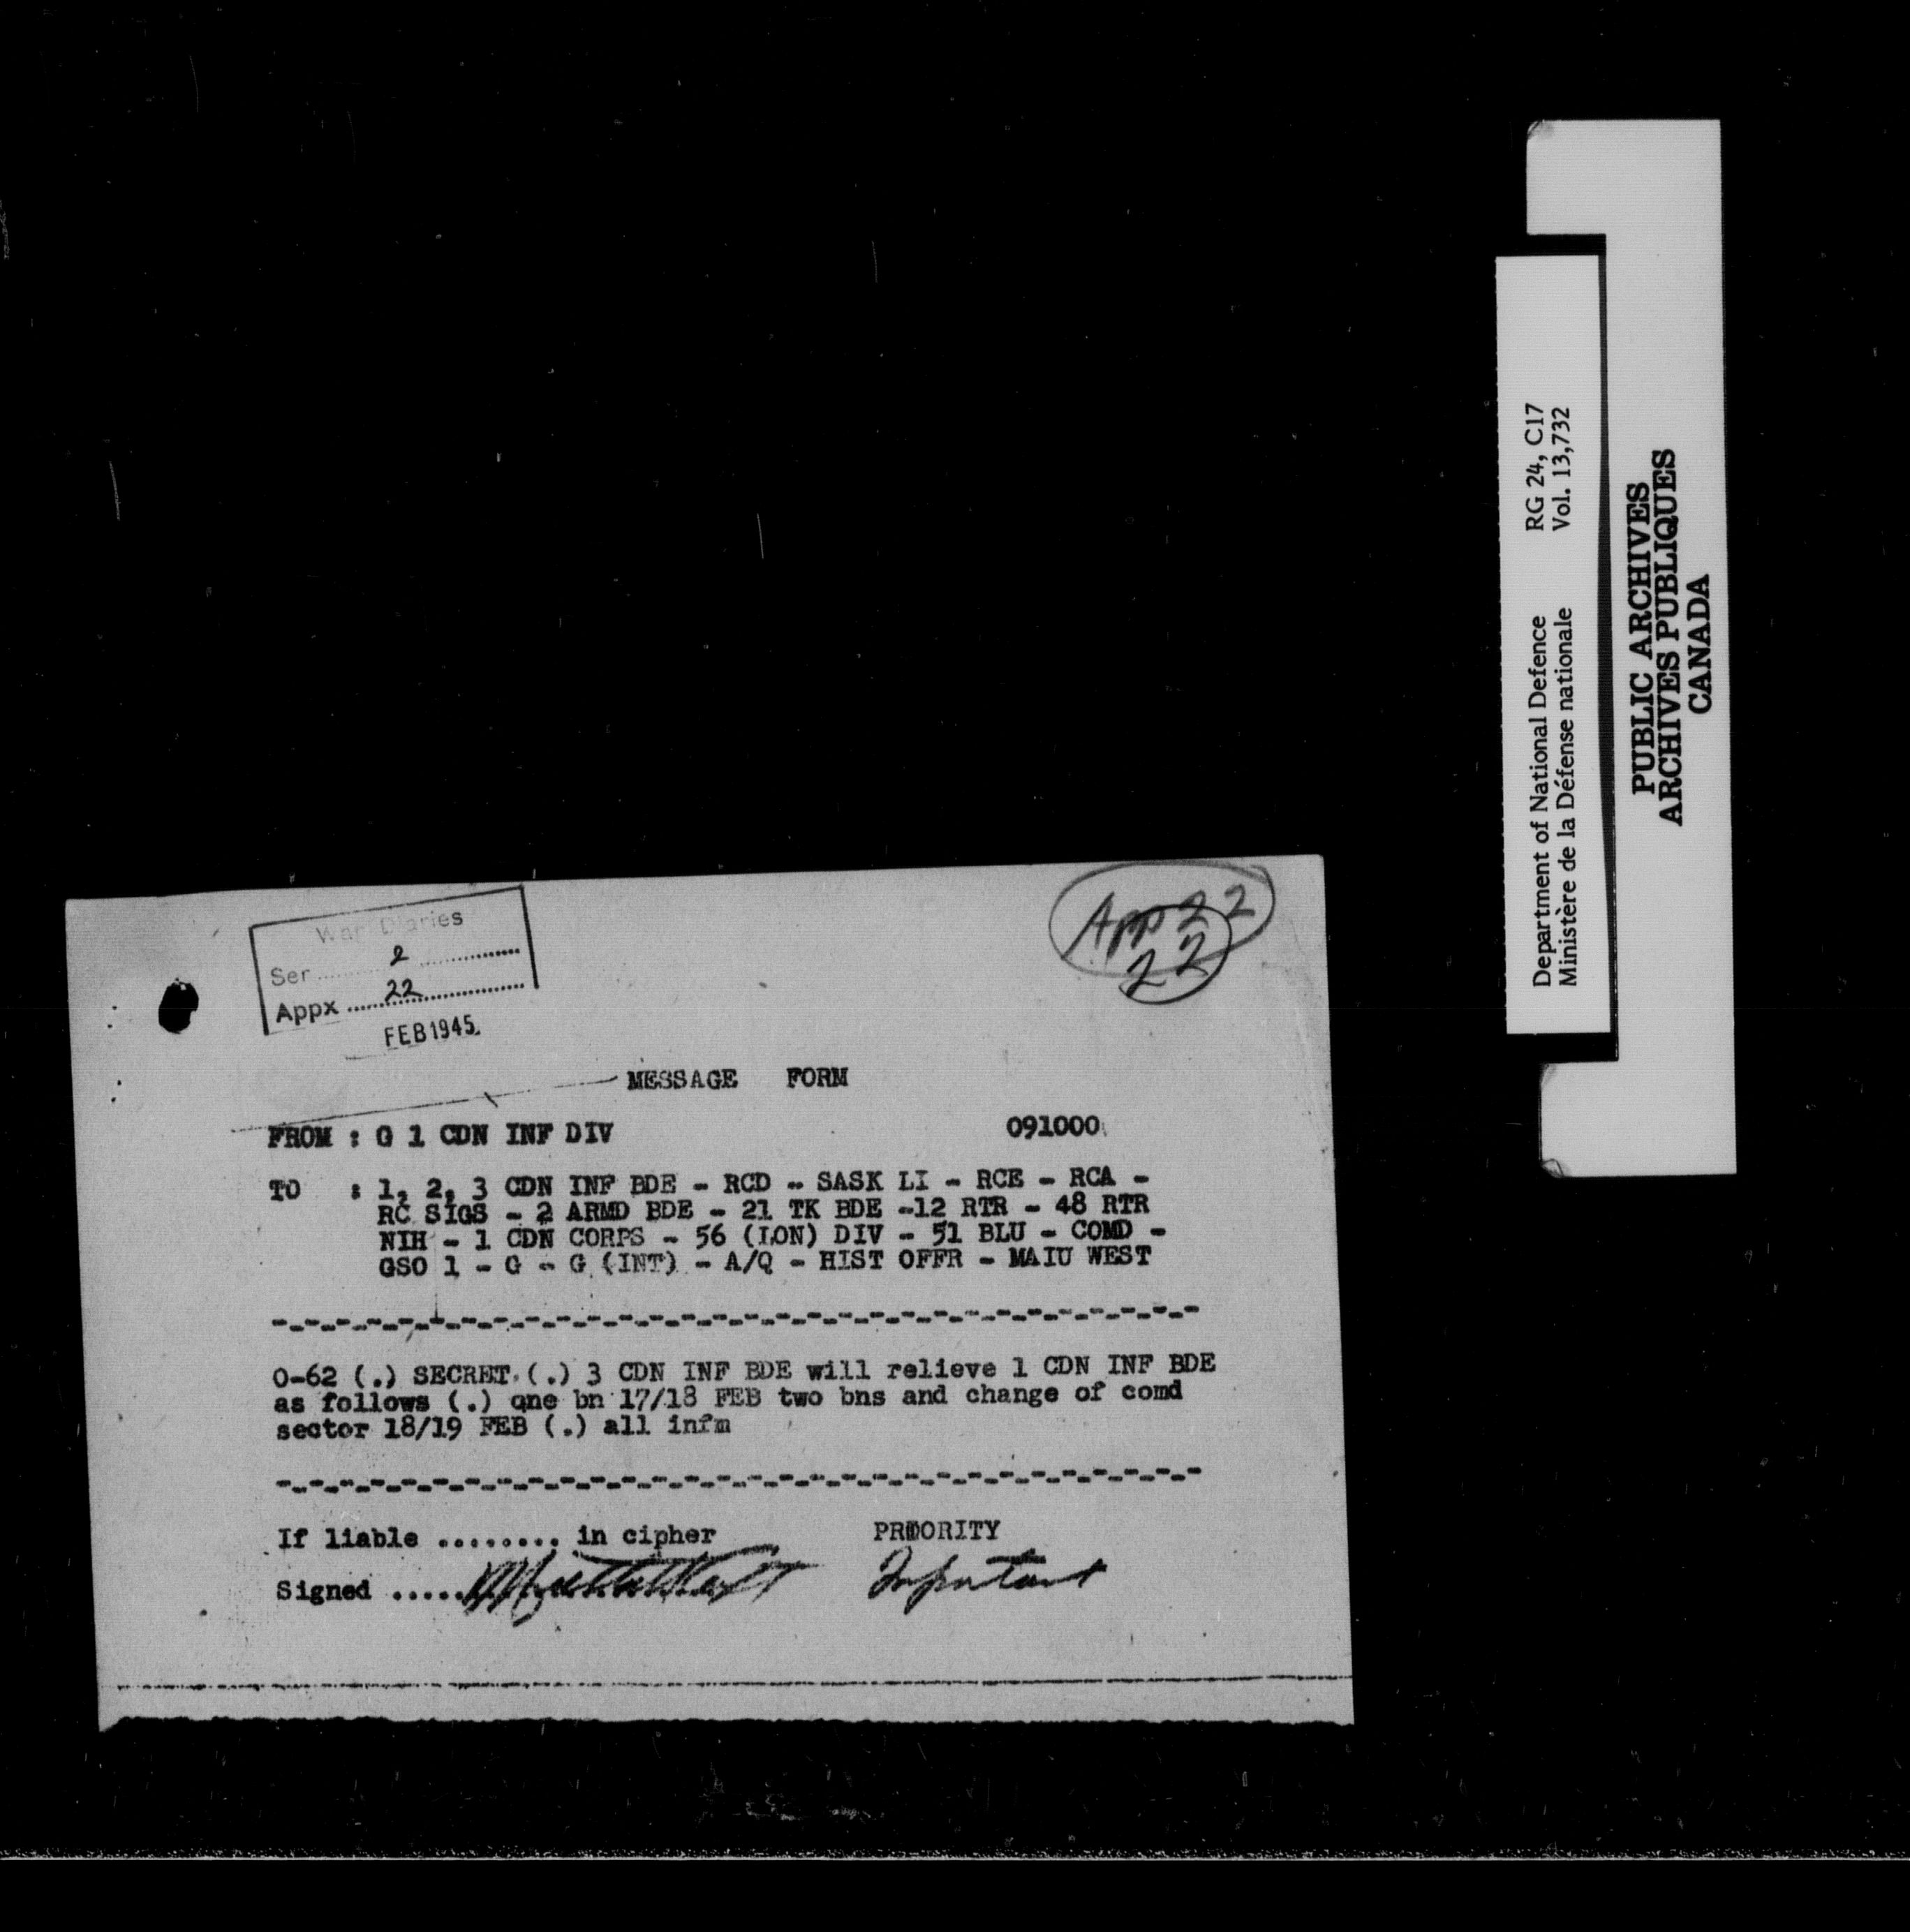 War Diaries
Ser ........ 2 ............
Appx ..... 22 ............
FEB 1945.
App 22
22
MESSAGE FORM
FROM : G 1 CDN INF DIV 091000
TO : 1, 2, 3 CDN INF BDE - RCD - SASK LI - RCE - RCA -
RC SIGS - 2 ARMD BDE - 21 TK BDE -12 RTR - 48 RTR
NIH - 1 CDN CORPS - 56 (LON) DIV - 51 BLU - COMD -
GSO 1 - G - G (INT) - A/Q - HIST OFFR - MAIU WEST
O-62 (.) SECRET (.) 3 CDN INF BDE will relieve 1 CDN INF BDE
as follows (.) one bn 17/18 FEB two bns and change of comd
sector 18/19 FEB (.) all infm
If liable ........ in cipher PRIORITY
Signed ..... Important
Department of National Defence RG 24, C17
Ministère de la Défense nationale Vol. 13,732
PUBLIC ARCHIVES
ARCHIVES PUBLIQUES
CANADA